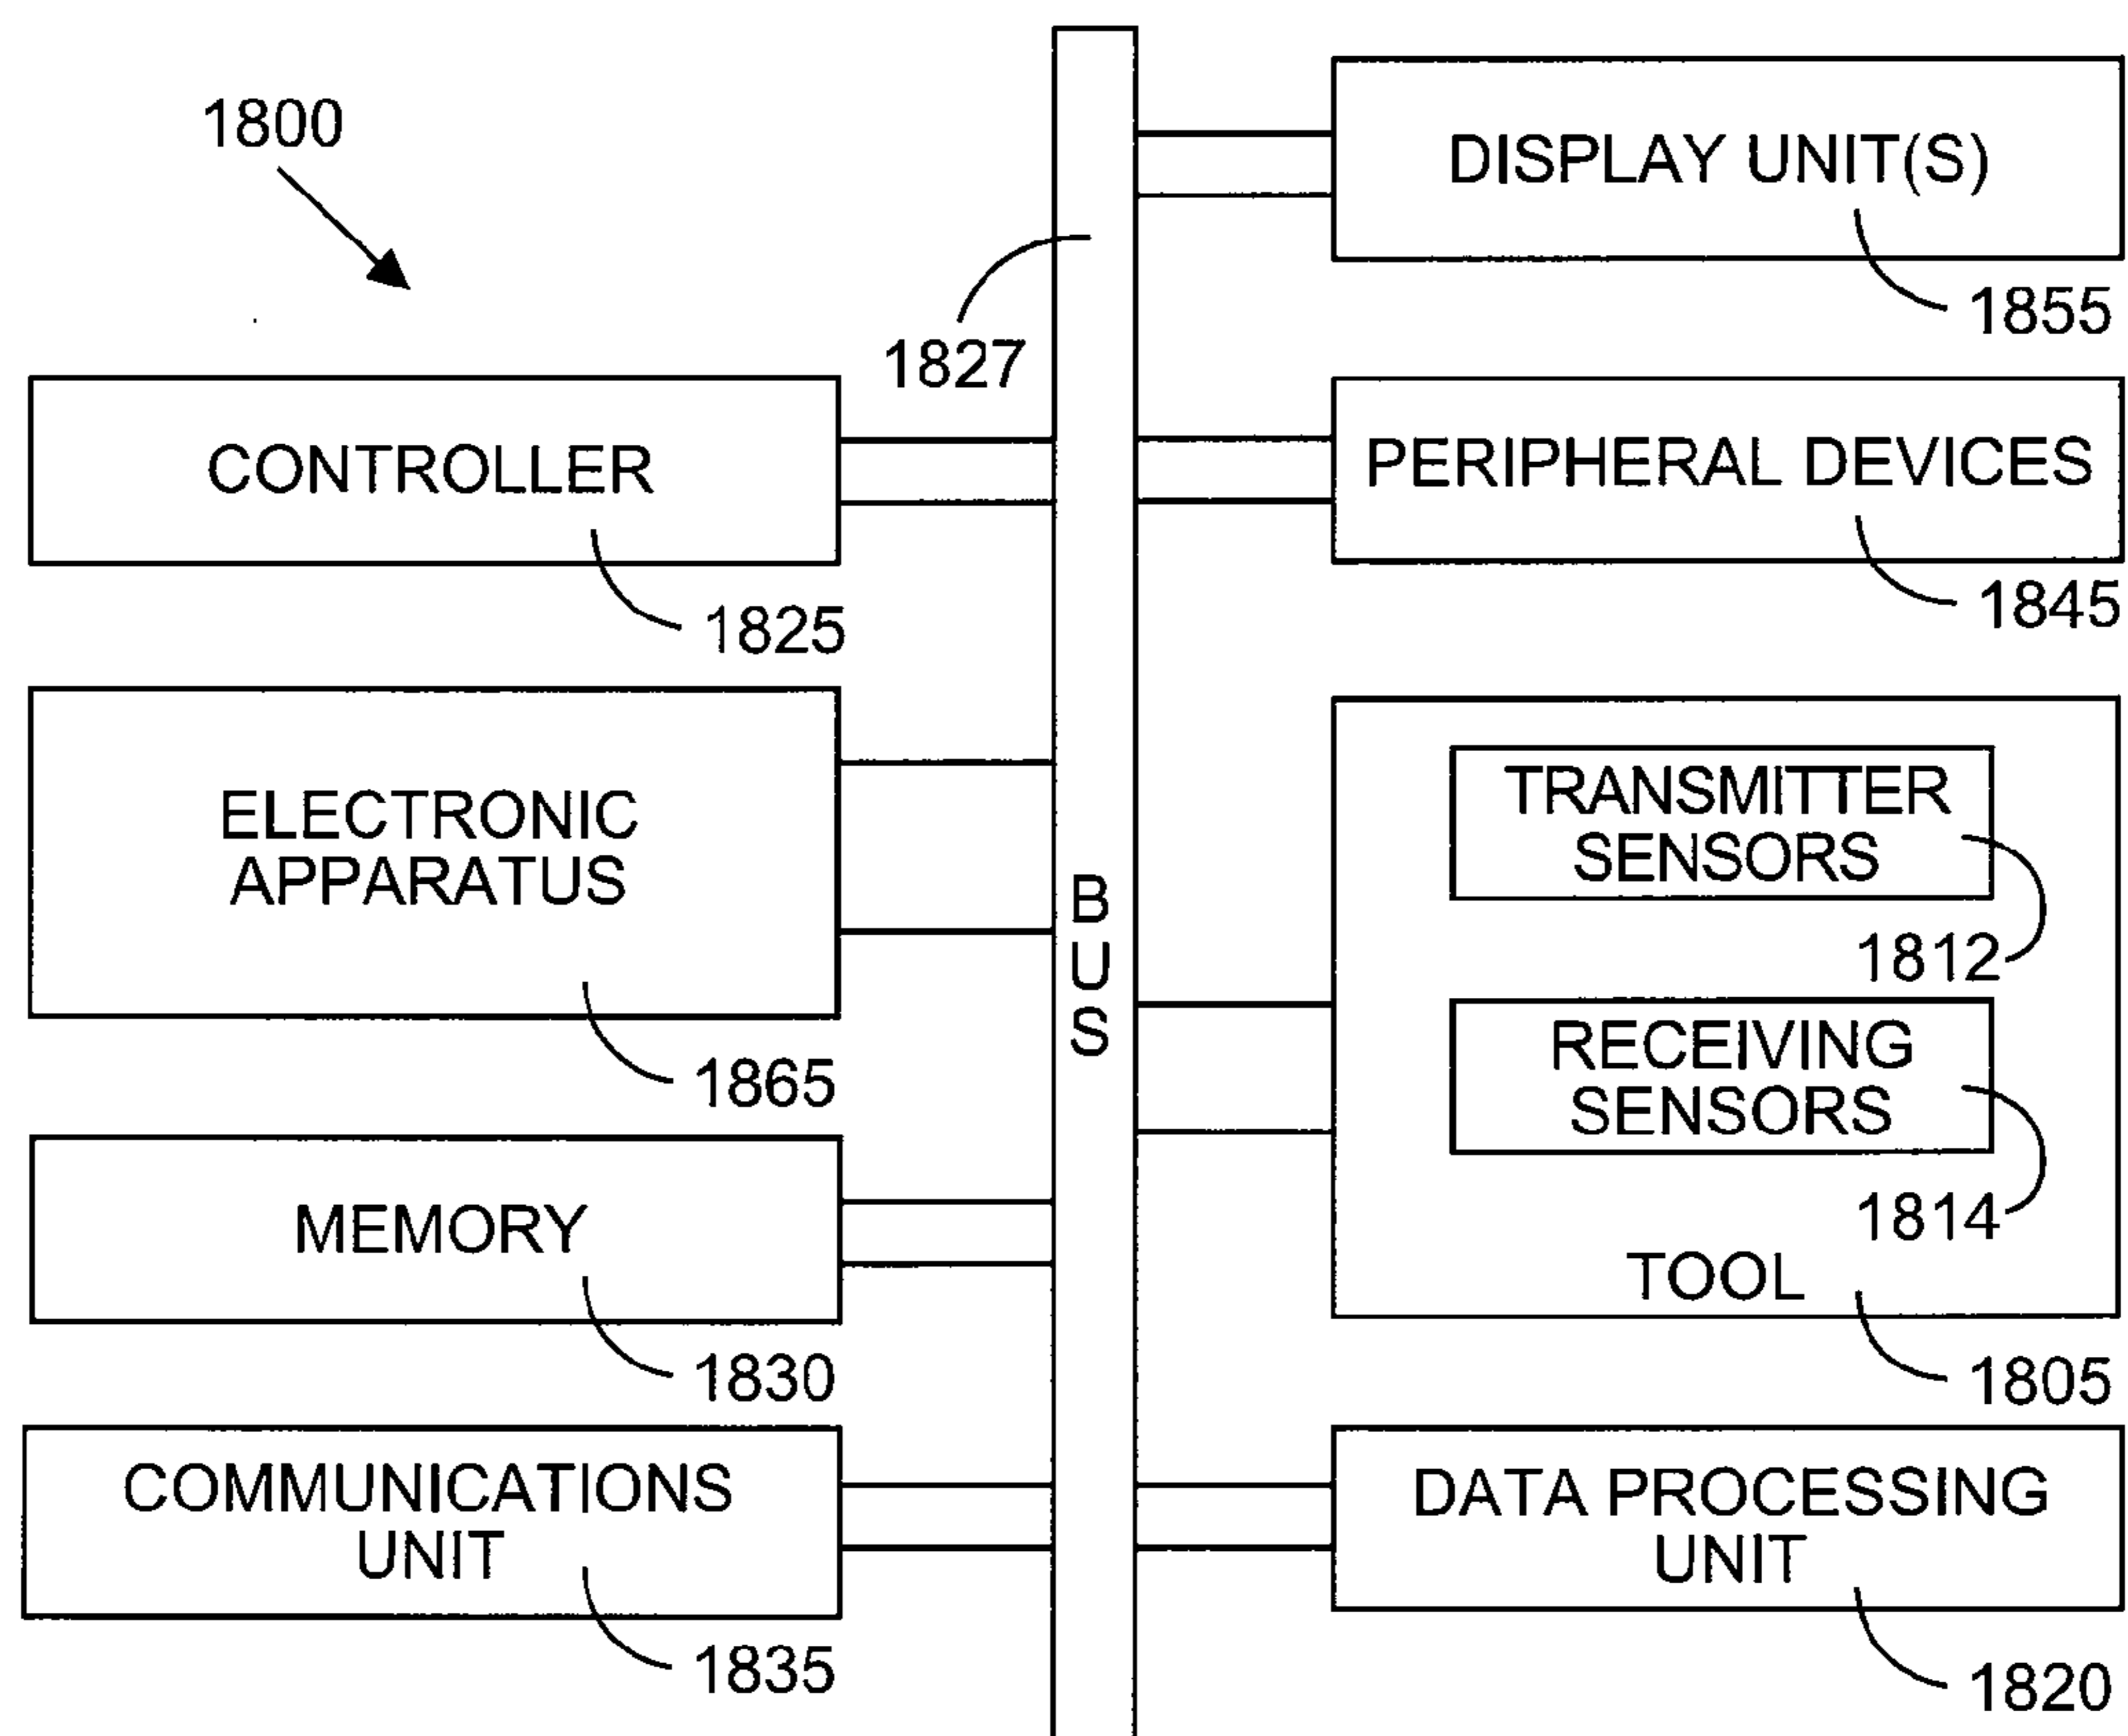 1800
1827
CONTROLLER
1825
ELECTRONIC
APPARATUS
1865
MEMORY
1830
COMMUNICATIONS
UNIT
1835
BUS
DISPLAY UNIT(S)
1855
PERIPHERAL DEVICES
1845
TRANSMITTER
SENSORS
1812
RECEIVING
SENSORS
1814
TOOL
1805
DATA PROCESSING
UNIT
1820